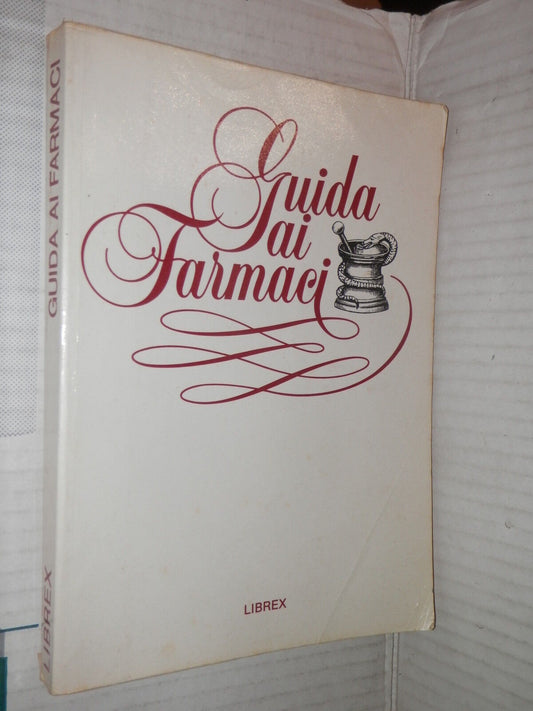 Guida
ai
Farmaci
LIBREX
GUIDA AI FARMACI
LIBREX